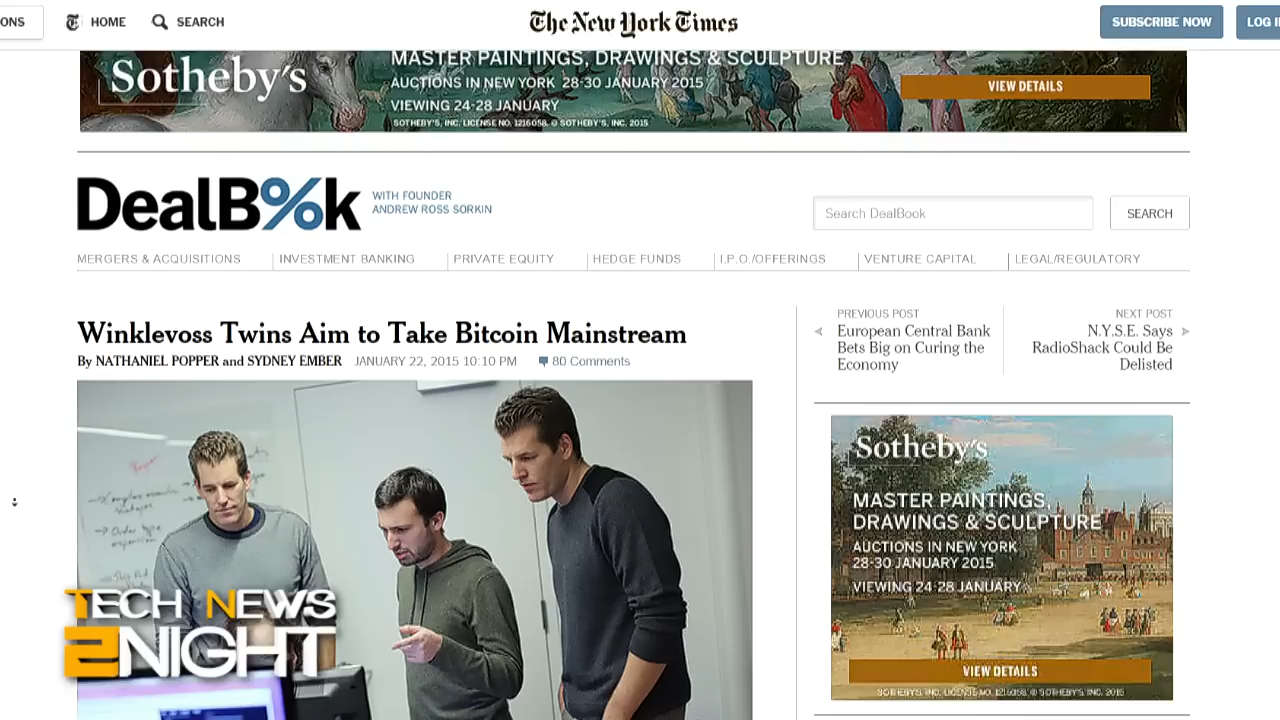 ONS
HOME
SEARCH
The New York Times
SUBSCRIBE NOW
LOG I
Sotheby's
MASTER PAINTINGS, DRAWINGS & SCULPTURE
AUCTIONS IN NEW YORK 28-30 JANUARY 2015
VIEWING 24-28 JANUARY
SOTHEBY'S, INC. LICENSE NO. 1216058. © SOTHEBY'S, INC. 2015
VIEW DETAILS
DealB%k
WITH FOUNDER
ANDREW ROSS SORKIN
Search DealBook
SEARCH
MERGERS & ACQUISITIONS
INVESTMENT BANKING
PRIVATE EQUITY
HEDGE FUNDS
I.P.O./OFFERINGS
VENTURE CAPITAL
LEGAL/REGULATORY
Winklevoss Twins Aim to Take Bitcoin Mainstream
By NATHANIEL POPPER and SYDNEY EMBER JANUARY 22, 2015 10:10 PM 80 Comments
PREVIOUS POST
European Central Bank
Bets Big on Curing the
Economy
NEXT POST
N.Y.S.E. Says
RadioShack Could Be
Delisted
Sotheby's
MASTER PAINTINGS,
DRAWINGS & SCULPTURE
AUCTIONS IN NEW YORK
28-30 JANUARY 2015
VIEWING 24-28 JANUARY
VIEW DETAILS
SOTHEBY'S, INC. LICENSE NO. 1216058. © SOTHEBY'S, INC. 2015
TECH NEWS
2NIGHT